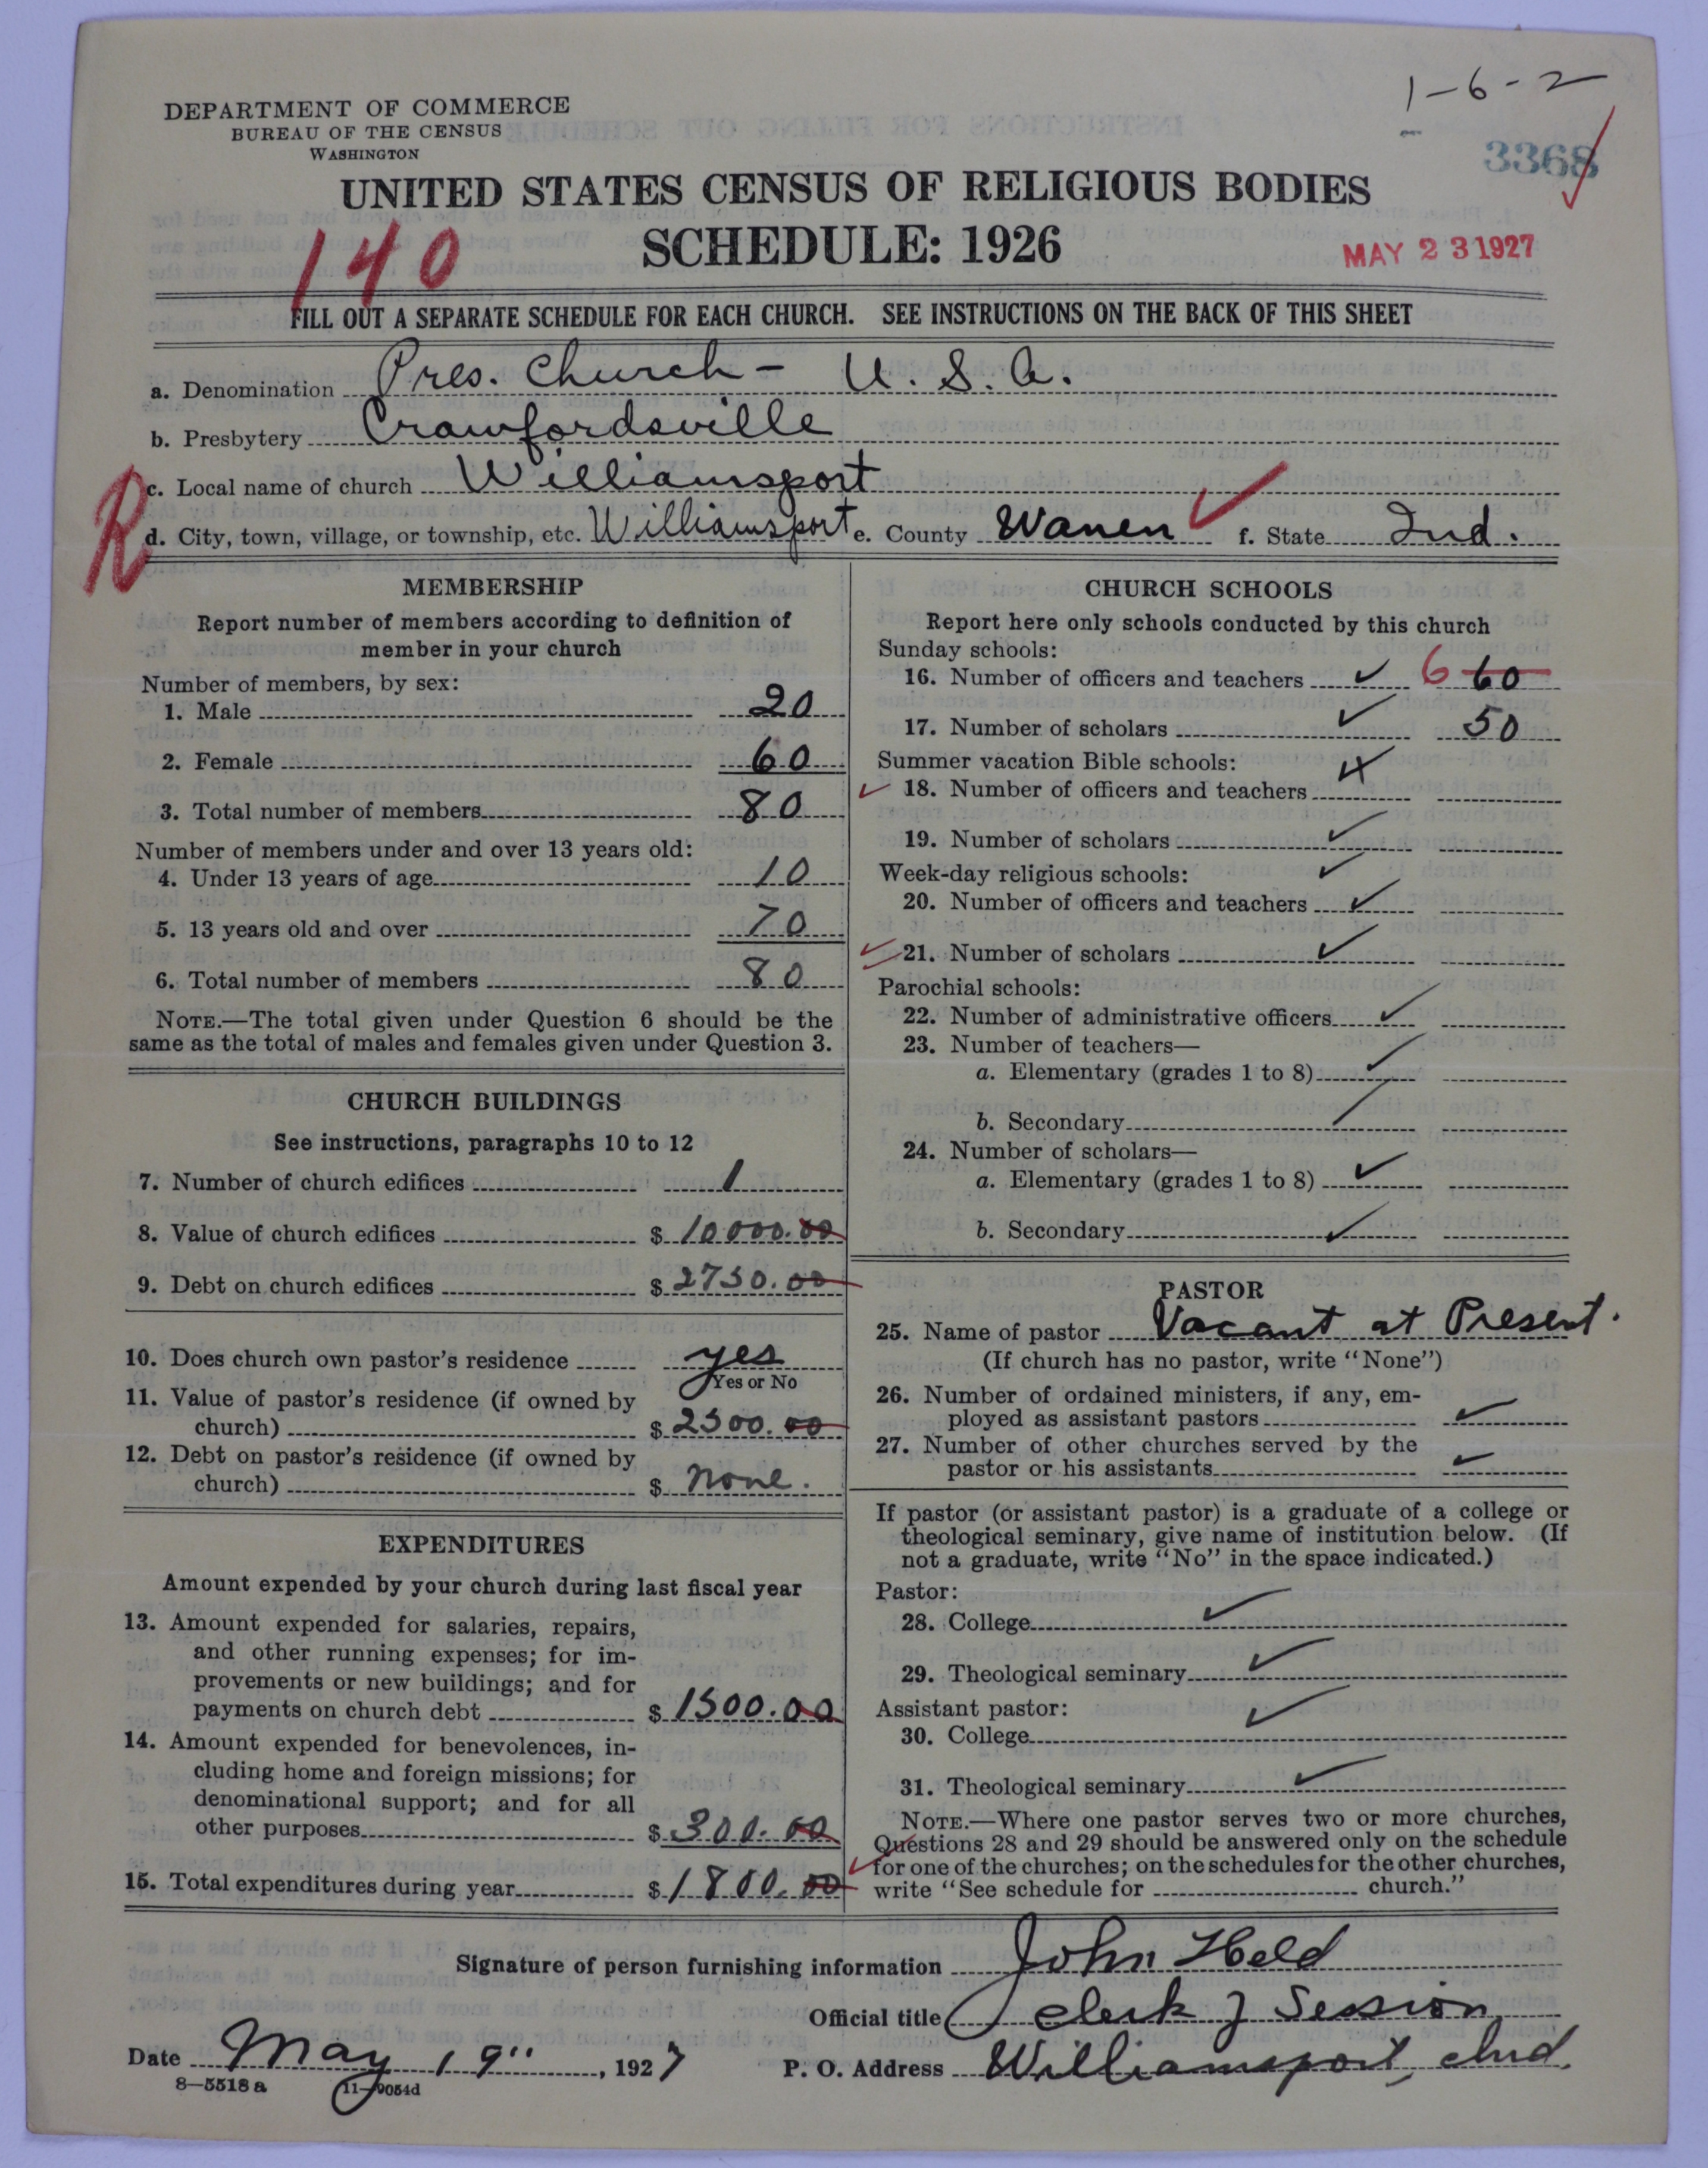 1-6-2
DEPARTMENT OF COMMERCE
BUREAU OF THE CENSUS
WASHINGTON
3368
UNITED STATES CENSUS OF RELIGIOUS BODIES
SCHEDULE: 1926
140
MAY 23 1927
FILL OUT A SEPARATE SCHEDULE FOR EACH CHURCH. SEE INSTRUCTIONS ON THE BACK OF THIS SHEET
a. Denomination Pres. Church - U. S. A.
b. Presbytery Crawfordsville
R
c. Local name of church Williamsport
d. City, town, village, or township, etc. Williamsport e. County Warren f. State Ind.
MEMBERSHIP
Report number of members according to definition of
member in your church
Number of members, by sex:
1. Male 20
2. Female 60
3. Total number of members 80
Number of members under and over 13 years old:
4. Under 13 years of age 10
5. 13 years old and over 70
6. Total number of members 80
NOTE.—The total given under Question 6 should be the
same as the total of males and females given under Question 3.
CHURCH BUILDINGS
See instructions, paragraphs 10 to 12
7. Number of church edifices 1
8. Value of church edifices $ 10000.00
9. Debt on church edifices $ 2750.00
10. Does church own pastor's residence yes
Yes or No
11. Value of pastor's residence (if owned by
church) $ 2500.00
12. Debt on pastor's residence (if owned by
church) $ none.
EXPENDITURES
Amount expended by your church during last fiscal year
13. Amount expended for salaries, repairs,
and other running expenses; for im-
provements or new buildings; and for
payments on church debt $ 1500.00
14. Amount expended for benevolences, in-
cluding home and foreign missions; for
denominational support; and for all
other purposes $ 300.00
15. Total expenditures during year $ 1800.00
CHURCH SCHOOLS
Report here only schools conducted by this church
Sunday schools:
16. Number of officers and teachers 6 60
17. Number of scholars 50
Summer vacation Bible schools:
18. Number of officers and teachers
19. Number of scholars
Week-day religious schools:
20. Number of officers and teachers
21. Number of scholars
Parochial schools:
22. Number of administrative officers
23. Number of teachers—
a. Elementary (grades 1 to 8)
b. Secondary
24. Number of scholars—
a. Elementary (grades 1 to 8)
b. Secondary
PASTOR
25. Name of pastor Vacant at Present.
(If church has no pastor, write "None")
26. Number of ordained ministers, if any, em-
ployed as assistant pastors
27. Number of other churches served by the
pastor or his assistants
If pastor (or assistant pastor) is a graduate of a college or
theological seminary, give name of institution below. (If
not a graduate, write "No" in the space indicated.)
Pastor:
28. College
29. Theological seminary
Assistant pastor:
30. College
31. Theological seminary
NOTE.—Where one pastor serves two or more churches,
Questions 28 and 29 should be answered only on the schedule
for one of the churches; on the schedules for the other churches,
write "See schedule for church."
Signature of person furnishing information John Held
Official title Clerk of Session
Date May 19", 1927 P. O. Address Williamsport, Ind.
8—5518a 11—9054d